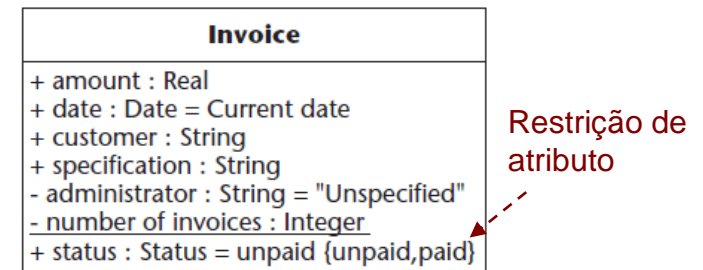 Invoice
+ amount : Real
+ date : Date = Current date
+ customer : String
+ specification : String
- administrator : String = "Unspecified"
- number of invoices : Integer
+ status : Status = unpaid {unpaid,paid}
Restrição de
atributo